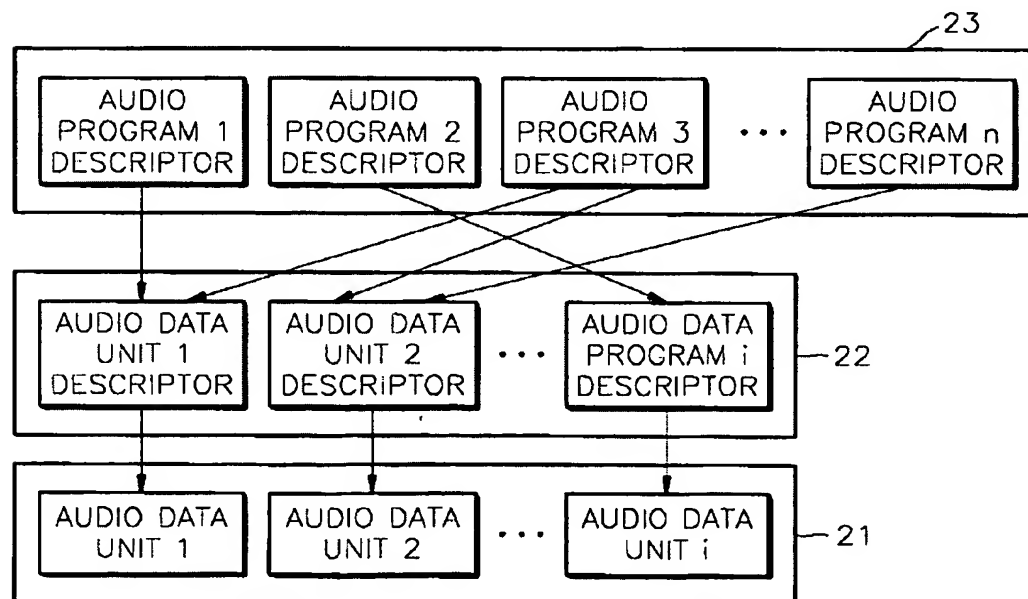 23
AUDIO
PROGRAM 1
DESCRIPTOR
AUDIO
PROGRAM 2
DESCRIPTOR
AUDIO
PROGRAM 3
DESCRIPTOR
...
AUDIO
PROGRAM n
DESCRIPTOR
AUDIO DATA
UNIT 1
DESCRIPTOR
AUDIO DATA
UNIT 2
DESCRiPTOR
...
AUDIO DATA
PROGRAM i
DESCRIPTOR
22
AUDIO DATA
UNIT 1
AUDIO DATA
UNIT 2
...
AUDIO DATA
UNIT i
21